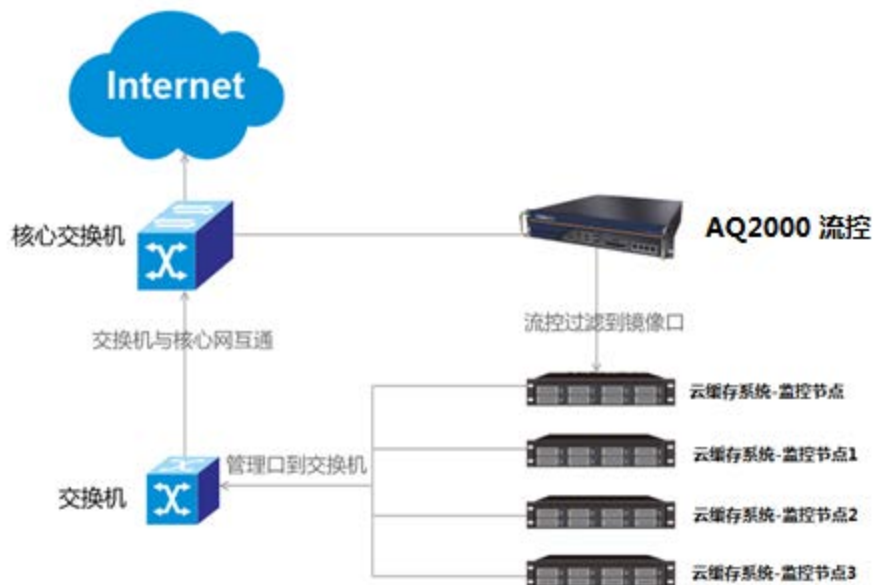 Internet
核心交换机
AQ2000 流控
流控过滤到镜像口
交换机与核心网互通
云缓存系统-监控节点
云缓存系统-监控节点1
管理口到交换机
交换机
云缓存系统-监控节点2
云缓存系统-监控节点3